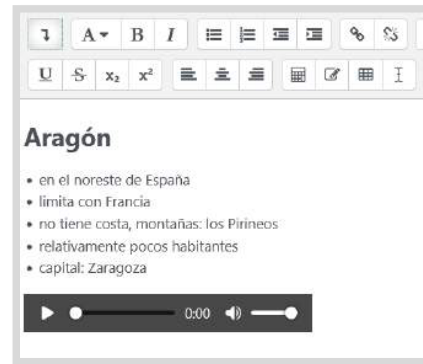 A B I
U S x₂ x²
Aragón
• en el noreste de España
• limita con Francia
• no tiene costa, montañas: los Pirineos
• relativamente pocos habitantes
• capital: Zaragoza
0:00